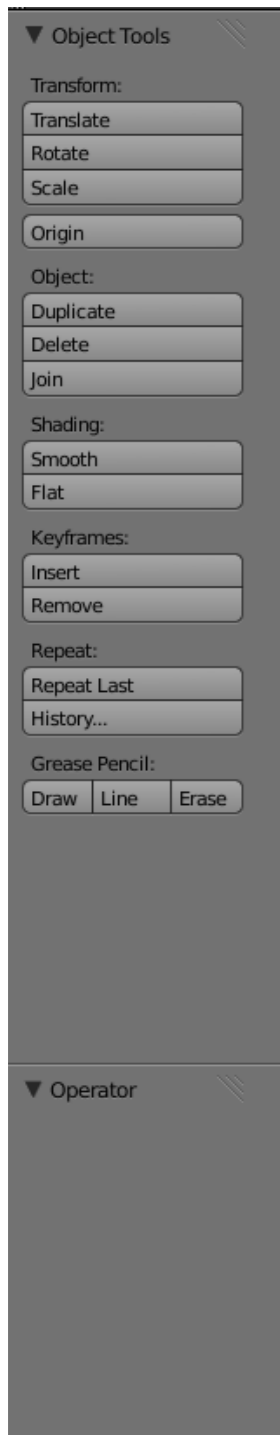 Object Tools
Transform:
Translate
Rotate
Scale
Origin
Object:
Duplicate
Delete
Join
Shading:
Smooth
Flat
Keyframes:
Insert
Remove
Repeat:
Repeat Last
History...
Grease Pencil:
Draw Line Erase
Operator